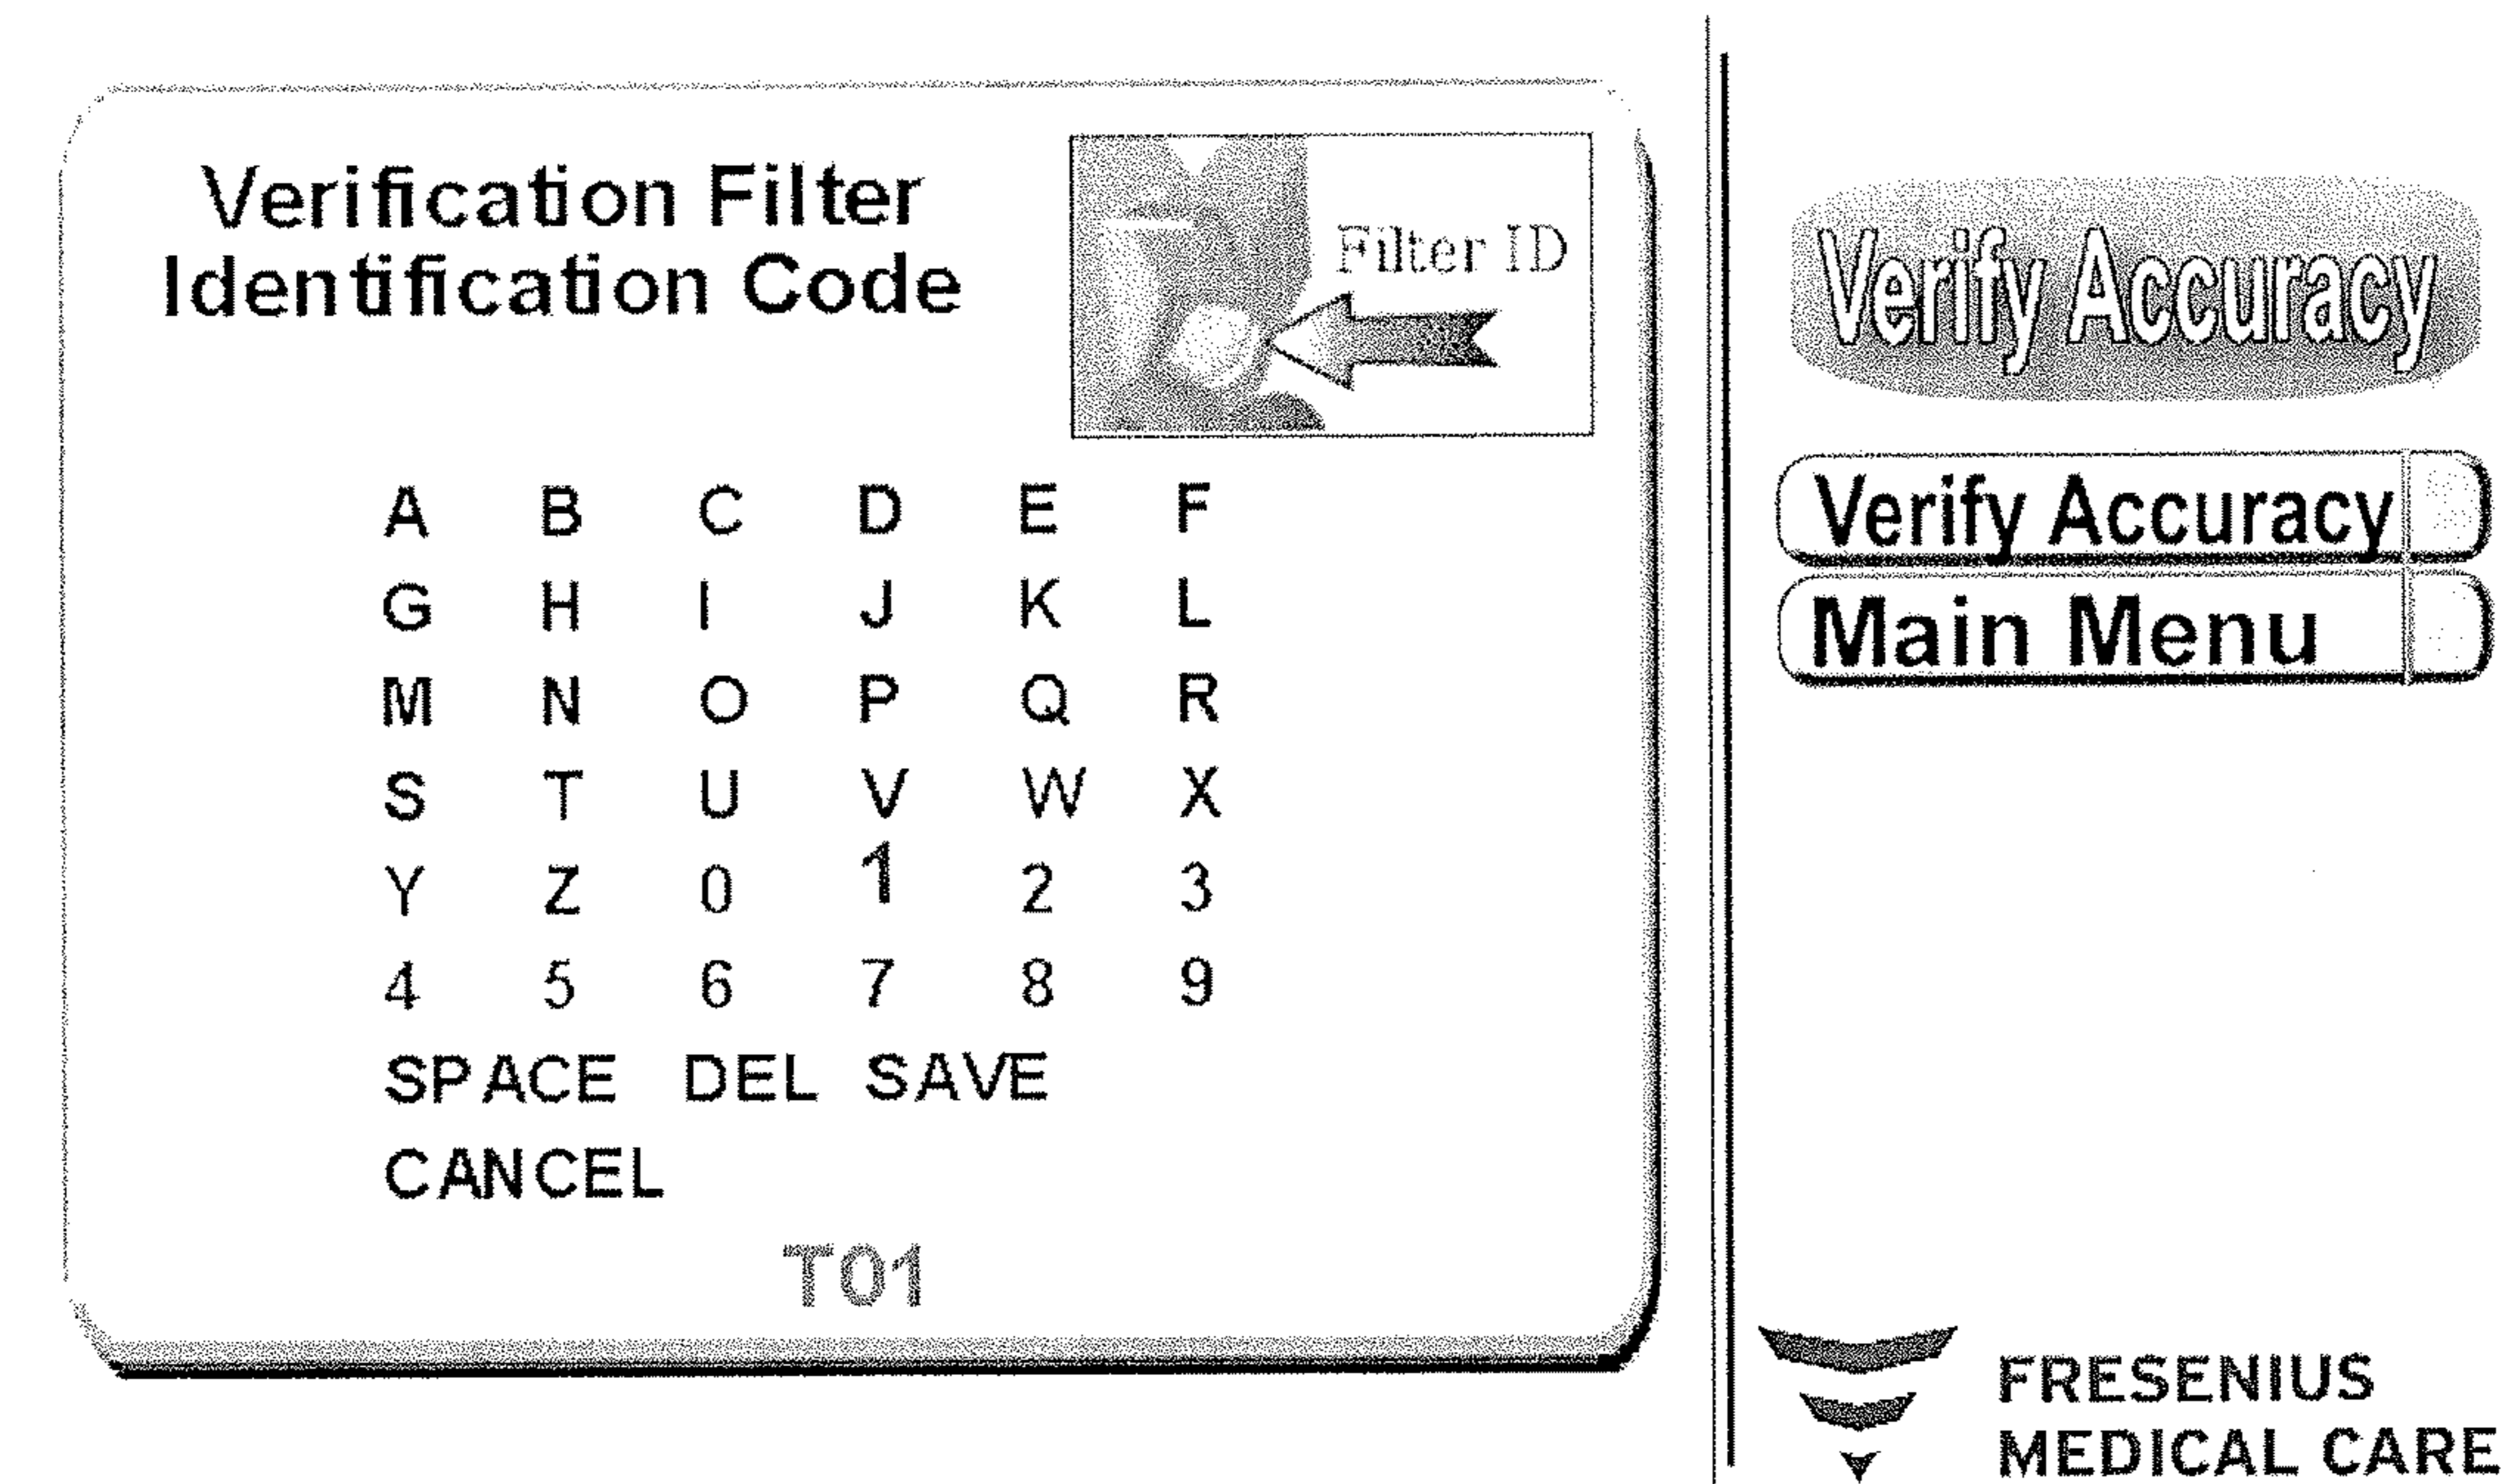 Verification Filter
Identification Code
Filter ID
A B C D E F
G H I J K L
M N O P Q R
S T U V W X
Y Z 0 1 2 3
4 5 6 7 8 9
SPACE DEL SAVE
CANCEL
T01
Verify Accuracy
Verify Accuracy
Main Menu
FRESENIUS
MEDICAL CARE